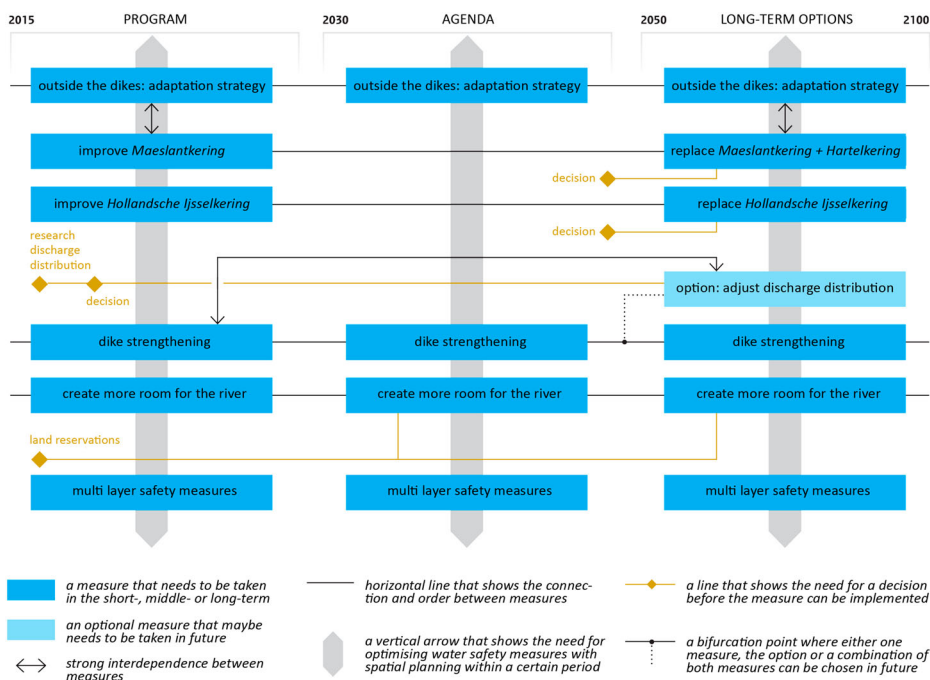 2015 PROGRAM 2030 AGENDA 2050 LONG-TERM OPTIONS 2100
outside the dikes: adaptation strategy outside the dikes: adaptation strategy outside the dikes: adaptation strategy
improve Maeslantkering replace Maeslantkering + Hartelkering
decision
improve Hollandsche Ijsselkering replace Hollandsche Ijsselkering
decision
research
discharge
distribution
decision
option: adjust discharge distribution
dike strengthening dike strengthening dike strengthening
create more room for the river create more room for the river create more room for the river
land reservations
multi layer safety measures multi layer safety measures multi layer safety measures
a measure that needs to be taken
in the short-, middle- or long-term
an optional measure that maybe
needs to be taken in future
strong interdependence between
measures
horizontal line that shows the connec-
tion and order between measures
a vertical arrow that shows the need for
optimising water safety measures with
spatial planning within a certain period
a line that shows the need for a decision
before the measure can be implemented
a bifurcation point where either one
measure, the option or a combination of
both measures can be chosen in future